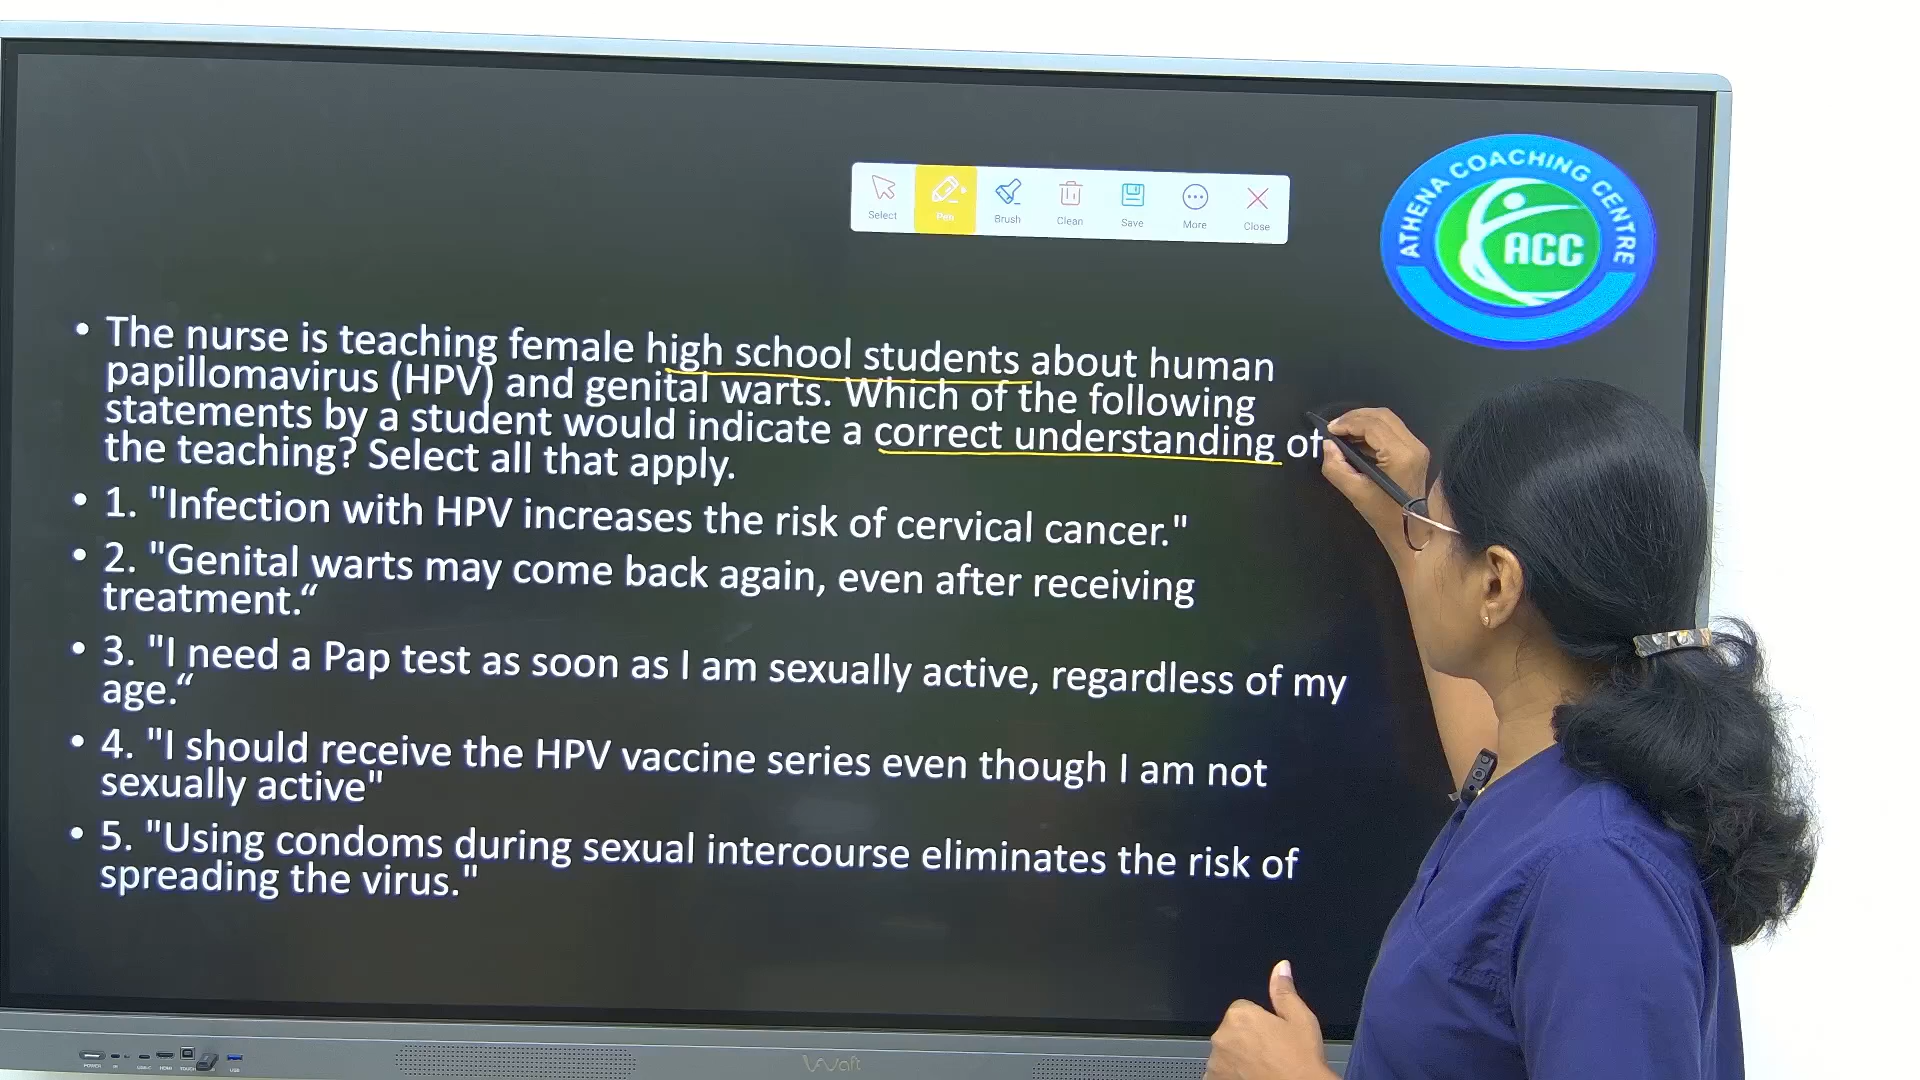 ATHENA COACHING CENTRE
ACC
Select
Pen
Brush
Clean
Save
More
Close
• The nurse is teaching female high school students about human
papillomavirus (HPV) and genital warts. Which of the following
statements by a student would indicate a correct understanding of
the teaching? Select all that apply.
• 1. "Infection with HPV increases the risk of cervical cancer."
• 2. "Genital warts may come back again, even after receiving
treatment.“
• 3. "I need a Pap test as soon as I am sexually active, regardless of my
age.“
• 4. "I should receive the HPV vaccine series even though I am not
sexually active"
• 5. "Using condoms during sexual intercourse eliminates the risk of
spreading the virus."
POWER
HDMI
TOUCH
USB